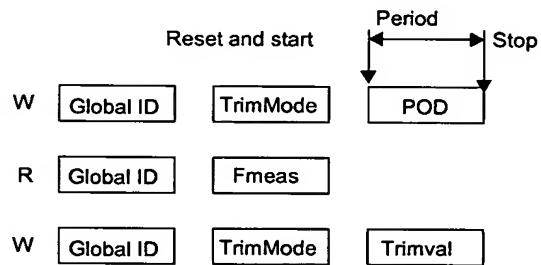 Period
Reset and start Stop
W Global ID TrimMode POD
R Global ID Fmeas
W Global ID TrimMode Trimval